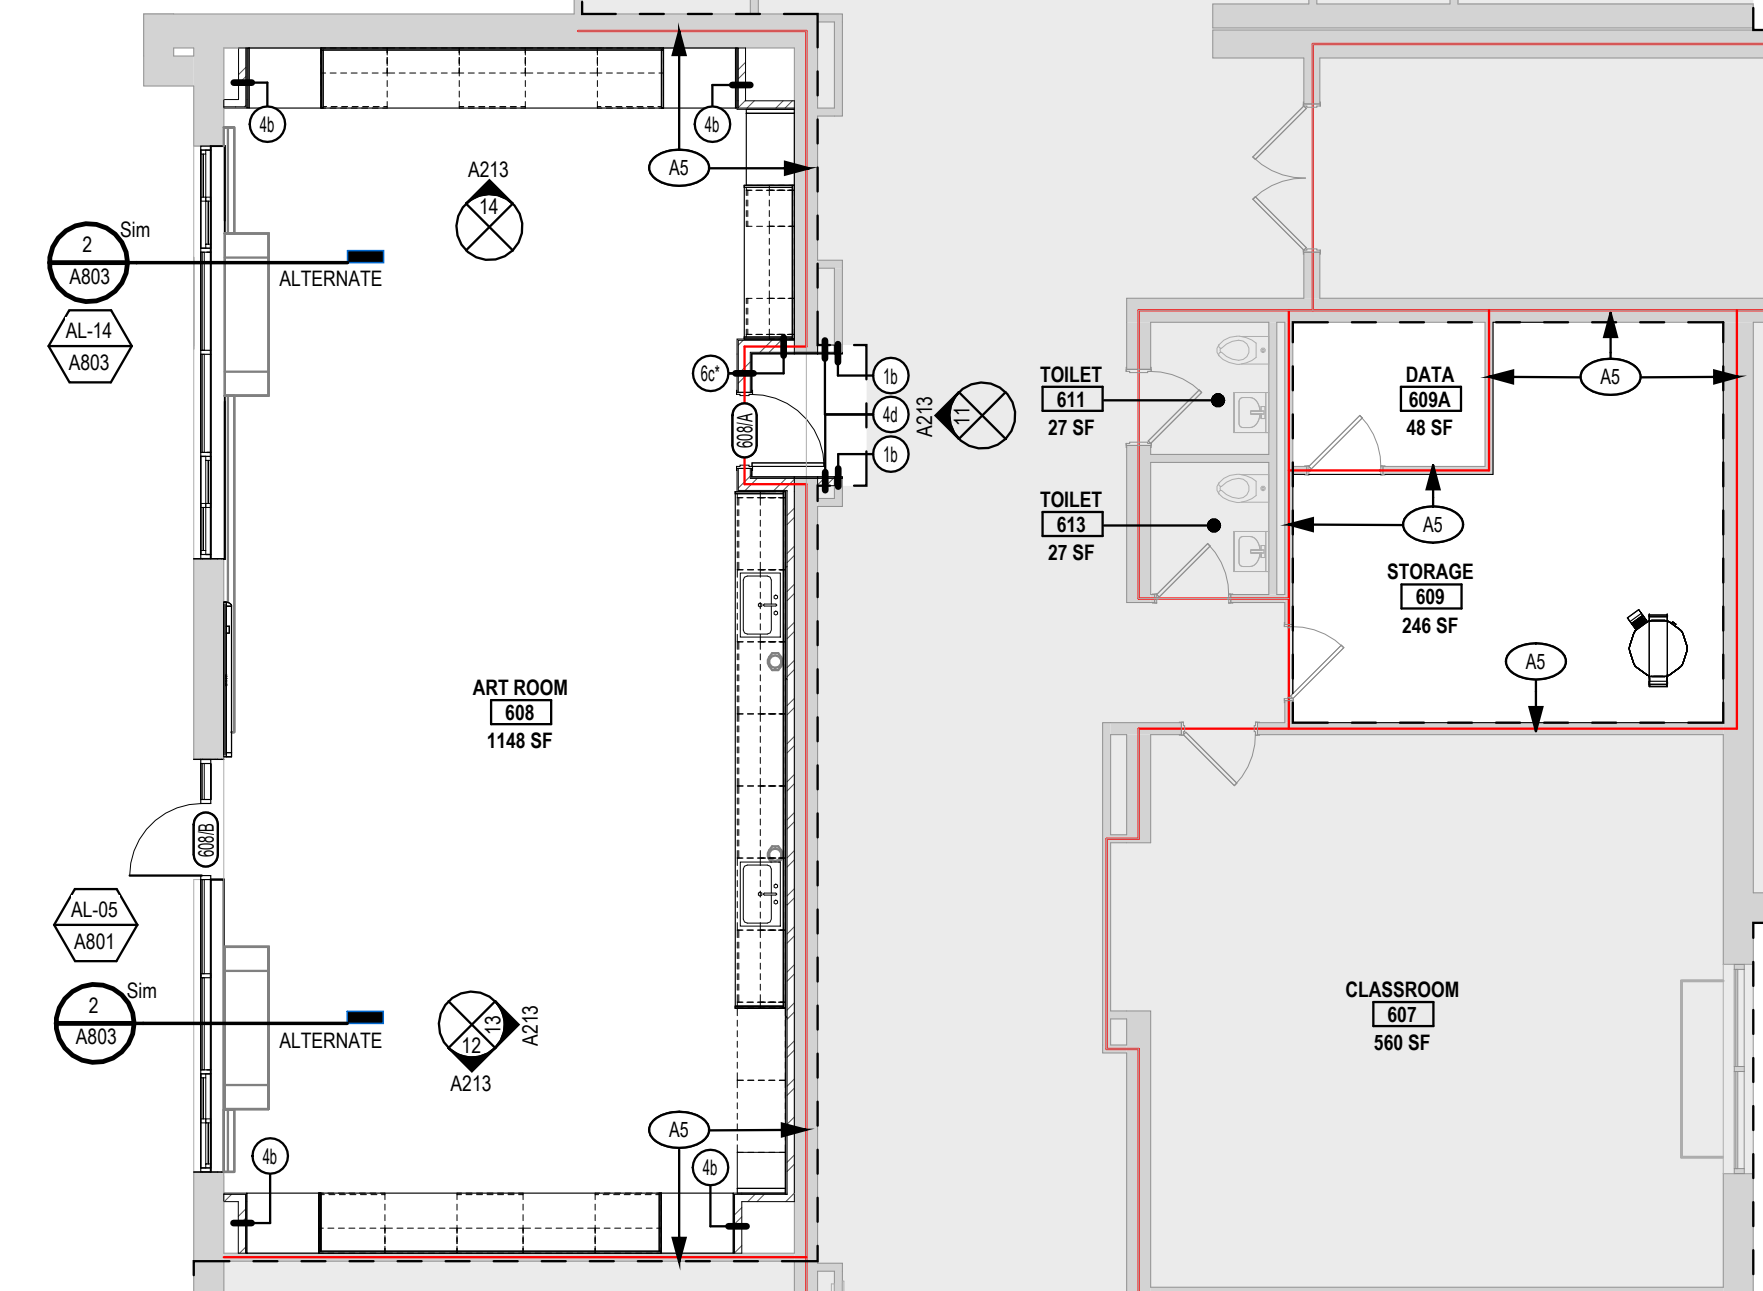 4b
4b
A5
A213
14
2
Sim
A803
ALTERNATE
AL-14
A803
6c*
1b
4d
1b
608/A
A213
11
TOILET
611
27 SF
DATA
609A
48 SF
A5
TOILET
613
27 SF
A5
STORAGE
609
246 SF
A5
ART ROOM
608
1148 SF
608/B
AL-05
A801
2
Sim
A803
ALTERNATE
13
12
A213
A213
CLASSROOM
607
560 SF
A5
4b
4b